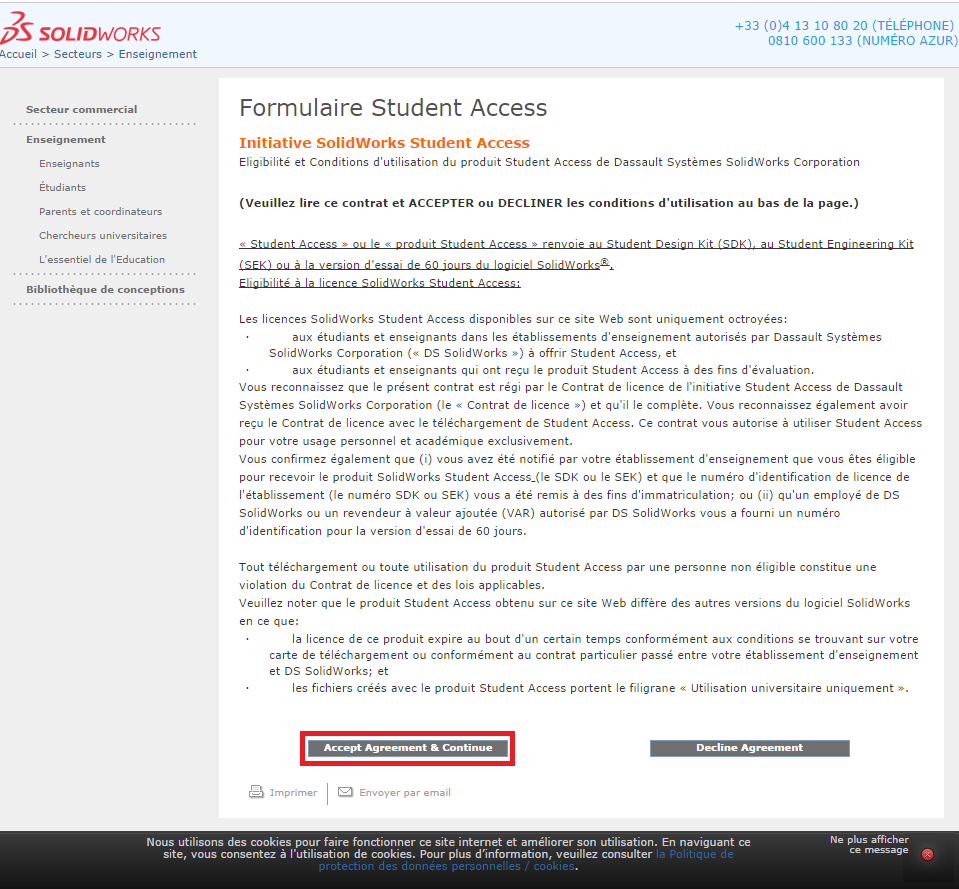 SOLIDWORKS
+33 (0)4 13 10 80 20 (TÉLÉPHONE)
0810 600 133 (NUMÉRO AZUR)
Accueil > Secteurs > Enseignement
Secteur commercial
Enseignement
Enseignants
Étudiants
Parents et coordinateurs
Chercheurs universitaires
L'essentiel de l'Education
Bibliothèque de conceptions
Formulaire Student Access
Initiative SolidWorks Student Access
Eligibilité et Conditions d'utilisation du produit Student Access de Dassault Systèmes SolidWorks Corporation
(Veuillez lire ce contrat et ACCEPTER ou DECLINER les conditions d'utilisation au bas de la page.)
« Student Access » ou le « produit Student Access » renvoie au Student Design Kit (SDK), au Student Engineering Kit
(SEK) ou à la version d'essai de 60 jours du logiciel SolidWorks®.
Eligibilité à la licence SolidWorks Student Access:
Les licences SolidWorks Student Access disponibles sur ce site Web sont uniquement octroyées:
· aux étudiants et enseignants dans les établissements d'enseignement autorisés par Dassault Systèmes
SolidWorks Corporation (« DS SolidWorks ») à offrir Student Access, et
· aux étudiants et enseignants qui ont reçu le produit Student Access à des fins d'évaluation.
Vous reconnaissez que le présent contrat est régi par le Contrat de licence de l'initiative Student Access de Dassault
Systèmes SolidWorks Corporation (le « Contrat de licence ») et qu'il le complète. Vous reconnaissez également avoir
reçu le Contrat de licence avec le téléchargement de Student Access. Ce contrat vous autorise à utiliser Student Access
pour votre usage personnel et académique exclusivement.
Vous confirmez également que (i) vous avez été notifié par votre établissement d'enseignement que vous êtes éligible
pour recevoir le produit SolidWorks Student Access (le SDK ou le SEK) et que le numéro d'identification de licence de
l'établissement (le numéro SDK ou SEK) vous a été remis à des fins d'immatriculation; ou (ii) qu'un employé de DS
SolidWorks ou un revendeur à valeur ajoutée (VAR) autorisé par DS SolidWorks vous a fourni un numéro
d'identification pour la version d'essai de 60 jours.
Tout téléchargement ou toute utilisation du produit Student Access par une personne non éligible constitue une
violation du Contrat de licence et des lois applicables.
Veuillez noter que le produit Student Access obtenu sur ce site Web diffère des autres versions du logiciel SolidWorks
en ce que:
· la licence de ce produit expire au bout d'un certain temps conformément aux conditions se trouvant sur votre
carte de téléchargement ou conformément au contrat particulier passé entre votre établissement d'enseignement
et DS SolidWorks; et
· les fichiers créés avec le produit Student Access portent le filigrane « Utilisation universitaire uniquement ».
Accept Agreement & Continue
Decline Agreement
Imprimer
Envoyer par email
Nous utilisons des cookies pour faire fonctionner ce site internet et améliorer son utilisation. En naviguant ce
site, vous consentez à l'utilisation de cookies. Pour plus d'information, veuillez consulter la Politique de
protection des données personnelles / cookies.
Ne plus afficher
ce message